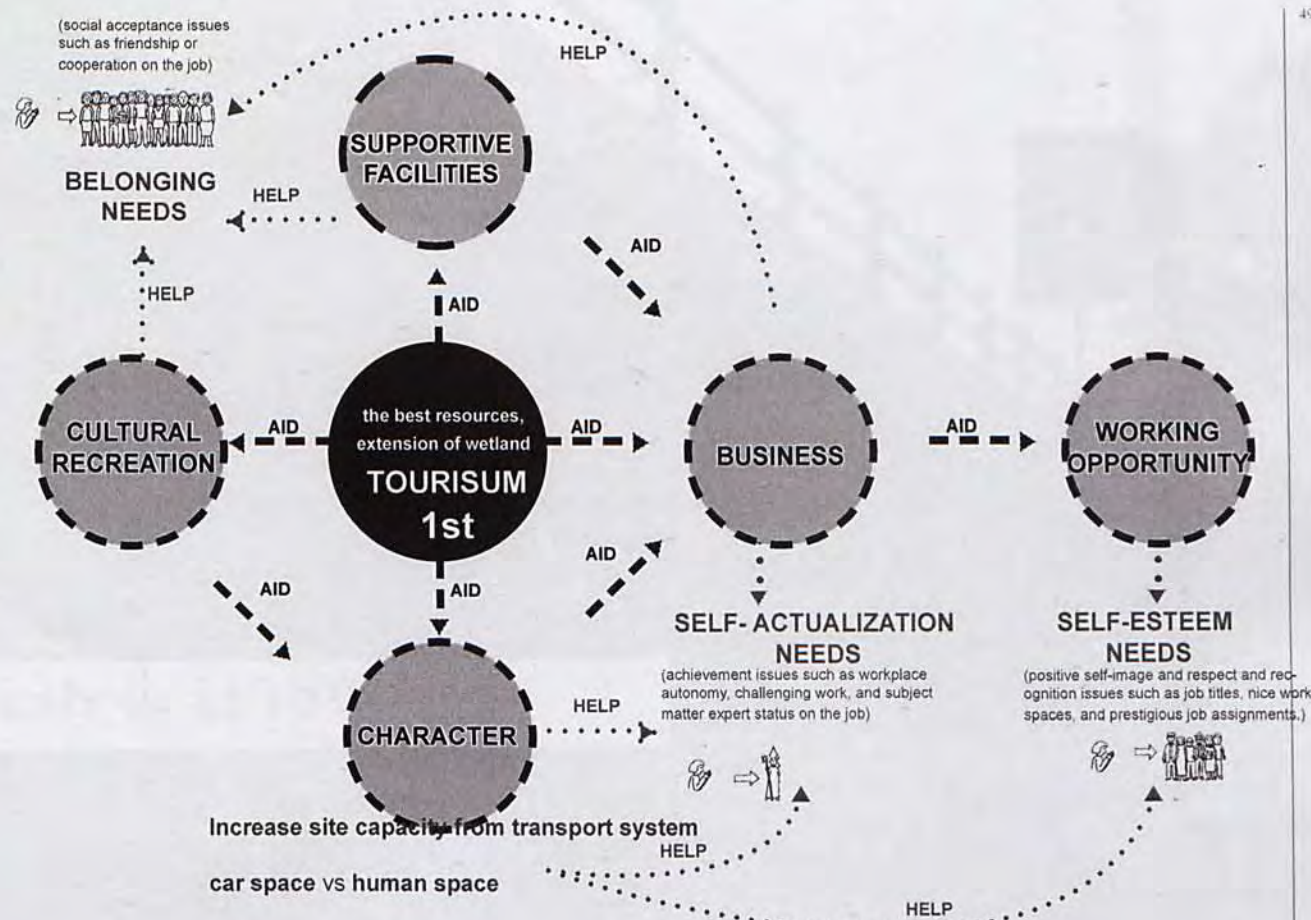 49
(social acceptance issues
such as friendship or
cooperation on the job)
HELP
SUPPORTIVE
FACILITIES
BELONGING
NEEDS
HELP
AID
HELP
AID
CULTURAL
RECREATION
AID
the best resources,
extension of wetland
TOURISUM
1st
AID
BUSINESS
AID
WORKING
OPPORTUNITY
AID
AID
AID
SELF- ACTUALIZATION
NEEDS
(achievement issues such as workplace
autonomy, challenging work, and subject
matter expert status on the job)
SELF-ESTEEM
NEEDS
(positive self-image and respect and rec-
ognition issues such as job titles, nice work
spaces, and prestigious job assignments.)
CHARACTER
HELP
Increase site capacity from transport system
HELP
car space vs human space
HELP